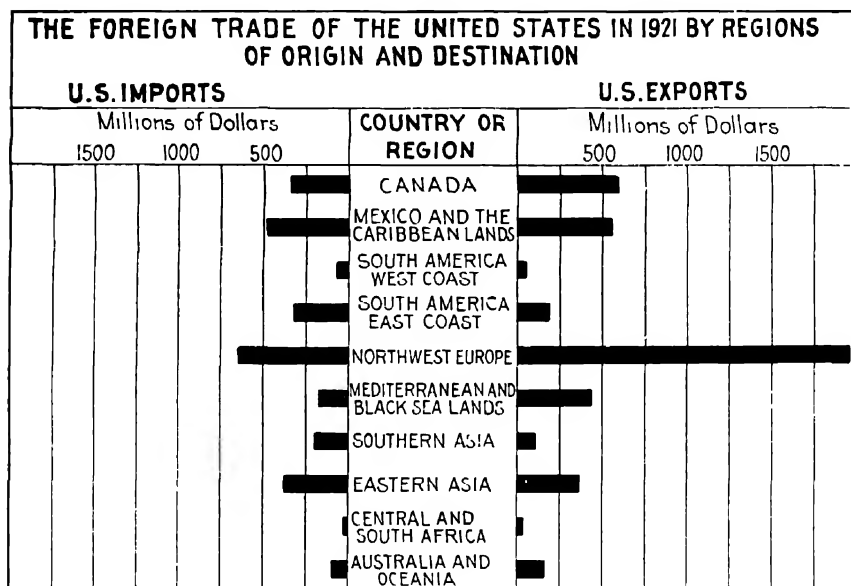 THE FOREIGN TRADE OF THE UNITED STATES IN 1921 BY REGIONS
OF ORIGIN AND DESTINATION
U.S. IMPORTS
U.S. EXPORTS
Millions of Dollars
COUNTRY OR
REGION
Millions of Dollars
1500 1000 500
500 1000 1500
CANADA
MEXICO AND THE
CARIBBEAN LANDS
SOUTH AMERICA
WEST COAST
SOUTH AMERICA
EAST COAST
NORTHWEST EUROPE
MEDITERRANEAN AND
BLACK SEA LANDS
SOUTHERN ASIA
EASTERN ASIA
CENTRAL AND
SOUTH AFRICA
AUSTRALIA AND
OCEANIA